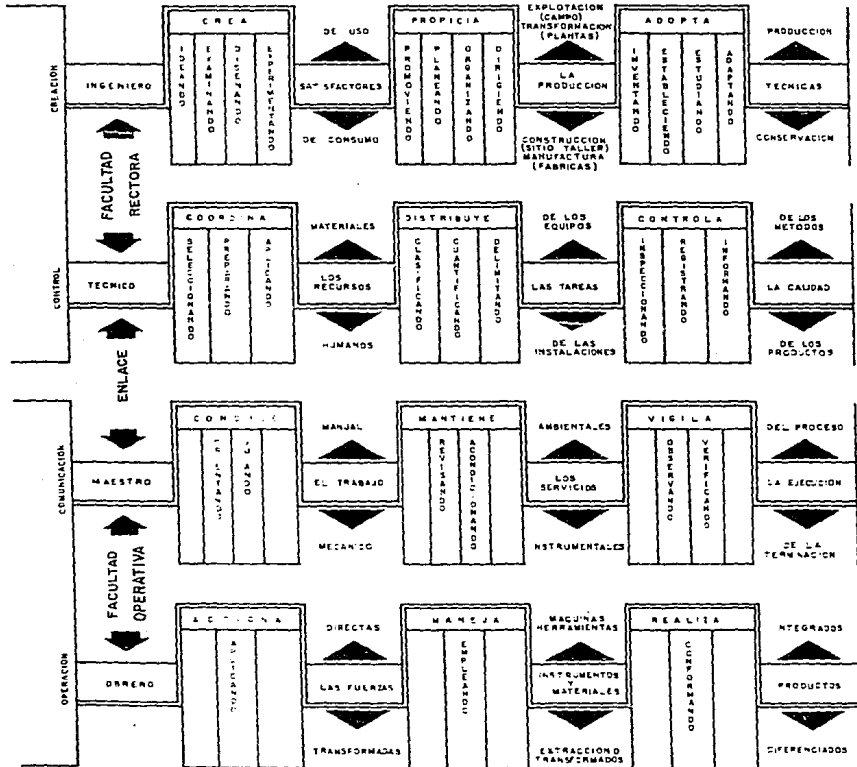 CREACIÓN
INGENIERO
CREA
IDEANDO
EXAMINANDO
DISEÑANDO
EXPERIMENTANDO
DE USO
SATISFACTORES
DE CONSUMO
PROPICIA
PROMOVIENDO
PLANEANDO
ORGANIZANDO
DIRIGIENDO
EXPLOTACION
(CAMPO)
TRANSFORMACION
(PLANTAS)
LA
PRODUCCION
CONSTRUCCION
(SITIO TALLER)
MANUFACTURA
(FABRICAS)
ADOPTA
INVENTANDO
ESTABLECIENDO
ESTUDIANDO
ADAPTANDO
PRODUCCION
TECNICAS
CONSERVACION
FACULTAD
RECTORA
CONTROL
TECNICO
COORDINA
SELECCIONANDO
PREPARANDO
APLICANDO
MATERIALES
LOS
RECURSOS
HUMANOS
DISTRIBUYE
CLASIFICANDO
CUANTIFICANDO
DELIMITANDO
DE LOS
EQUIPOS
LAS TAREAS
DE LAS
INSTALACIONES
CONTROLA
INSPECCIONANDO
REGISTRANDO
INFORMANDO
DE LOS
METODOS
LA CALIDAD
DE LOS
PRODUCTOS
ENLACE
COMUNICACIÓN
MAESTRO
MANUAL
EL TRABAJO
MECANICO
MANTIENE
REVISANDO
ACONDICIONANDO
AMBIENTALES
LOS
SERVICIOS
INSTRUMENTALES
VIGILA
OBSERVANDO
VERIFICANDO
DEL PROCESO
LA EJECUCION
DE LA
TERMINACION
FACULTAD
OPERATIVA
OPERACIÓN
OBRERO
ACCIONA
DIRECTAS
LAS FUERZAS
TRANSFORMADAS
MANEJA
EMPLEANDO
MAQUINAS
HERRAMIENTAS
INSTRUMENTOS
Y
MATERIALES
EXTRACCION O
TRANSFORMADOS
REALIZA
CONFORMANDO
INTEGRADOS
PRODUCTOS
DIFERENCIADOS